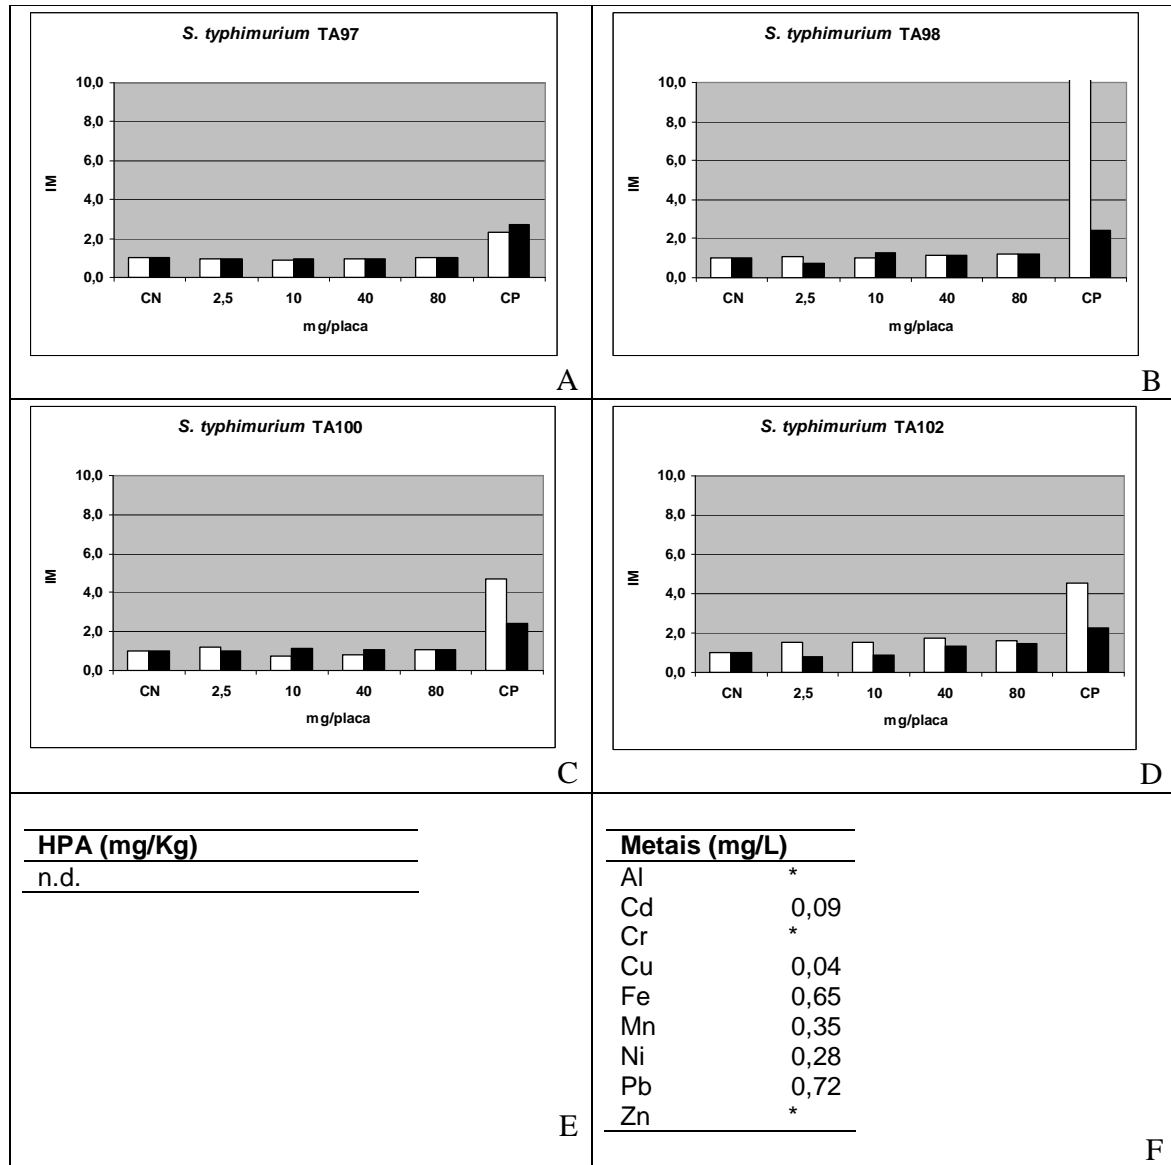 S. typhimurium TA97
10,0
8,0
6,0
4,0
2,0
0,0
IM
CN 2,5 10 40 80 CP
mg/placa
A
S. typhimurium TA98
10,0
8,0
6,0
4,0
2,0
0,0
IM
CN 2,5 10 40 80 CP
mg/placa
B
S. typhimurium TA100
10,0
8,0
6,0
4,0
2,0
0,0
IM
CN 2,5 10 40 80 CP
mg/placa
C
S. typhimurium TA102
10,0
8,0
6,0
4,0
2,0
0,0
IM
CN 2,5 10 40 80 CP
mg/placa
D
HPA (mg/Kg)
n.d.
E
Metais (mg/L)
Al *
Cd 0,09
Cr *
Cu 0,04
Fe 0,65
Mn 0,35
Ni 0,28
Pb 0,72
Zn *
F